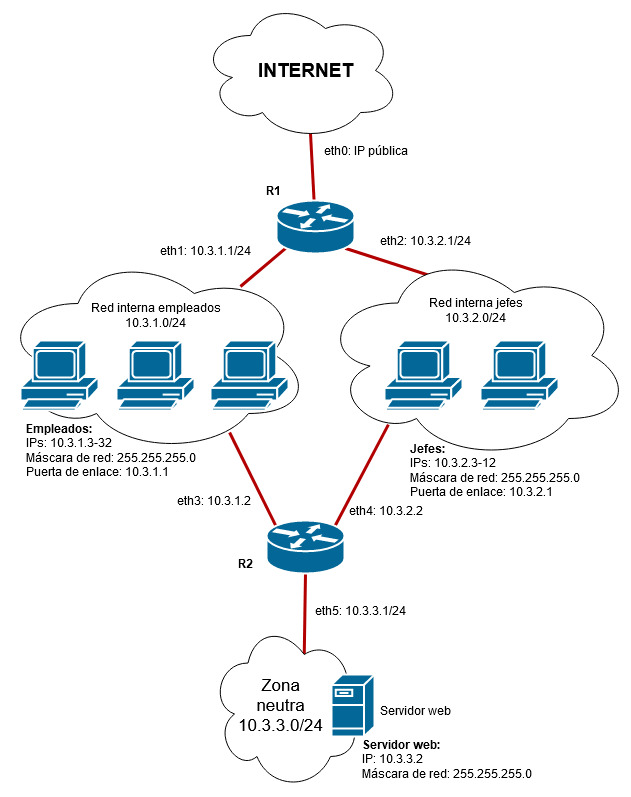 INTERNET
eth0: IP pública
R1
eth1: 10.3.1.1/24
eth2: 10.3.2.1/24
Red interna empleados
10.3.1.0/24
Red interna jefes
10.3.2.0/24
Empleados:
IPs: 10.3.1.3-32
Máscara de red: 255.255.255.0
Puerta de enlace: 10.3.1.1
Jefes:
IPs: 10.3.2.3-12
Máscara de red: 255.255.255.0
Puerta de enlace: 10.3.2.1
eth3: 10.3.1.2
eth4: 10.3.2.2
R2
eth5: 10.3.3.1/24
Zona
neutra
10.3.3.0/24
Servidor web
Servidor web:
IP: 10.3.3.2
Máscara de red: 255.255.255.0